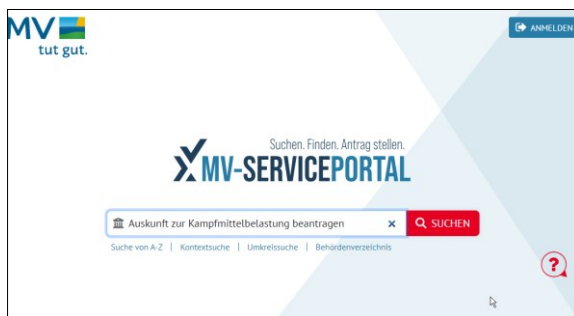 MV
tut gut.
ANMELDEN
Suchen. Finden. Antrag stellen.
MV-SERVICEPORTAL
Auskunft zur Kampfmittelbelastung beantragen
SUCHEN
Suche von A-Z | Kontextsuche | Umkreissuche | Behördenverzeichnis
?